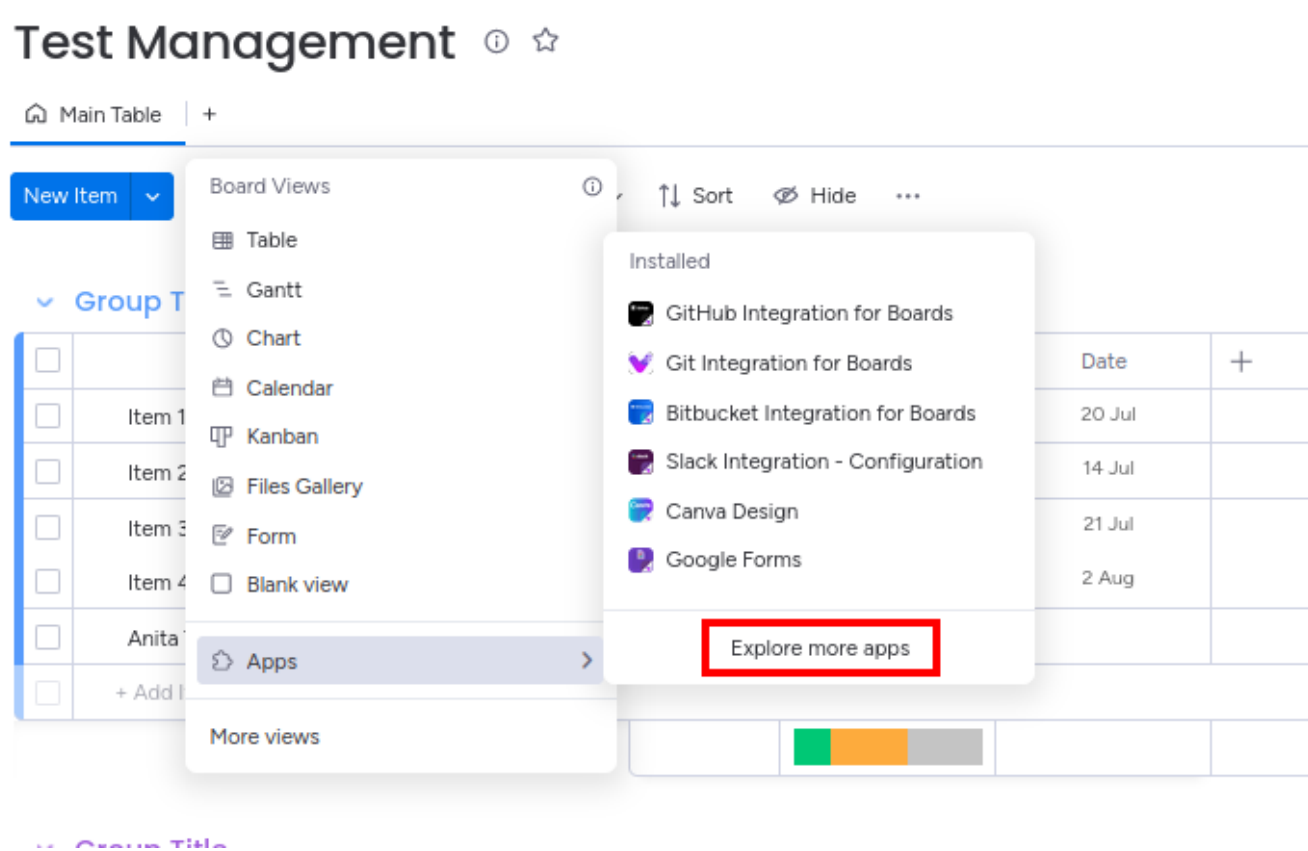 Test Management
Main Table
+
New Item
Board Views
Sort
Hide
...
Table
Gantt
Chart
Calendar
Kanban
Files Gallery
Form
Blank view
Apps
More views
Installed
GitHub Integration for Boards
Git Integration for Boards
Bitbucket Integration for Boards
Slack Integration - Configuration
Canva Design
Google Forms
Explore more apps
Group T
Date
+
Item 1
20 Jul
Item 2
14 Jul
Item 3
21 Jul
Item 4
2 Aug
Anita
+ Add I
Group Title